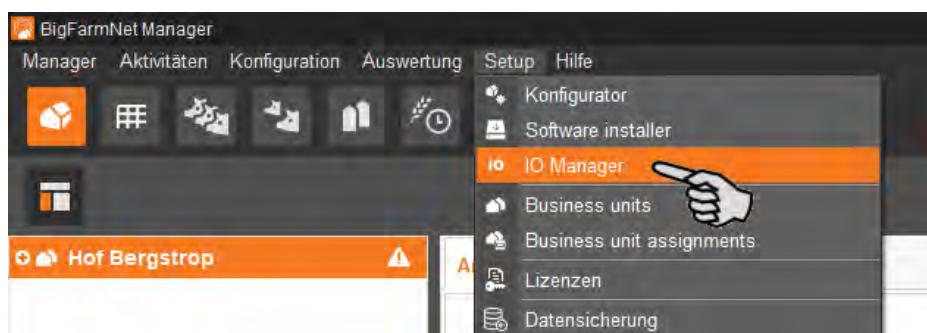 BigFarmNet Manager
Manager Aktivitäten Konfiguration Auswertung Setup Hilfe
Konfigurator
Software installer
IO IO Manager
Business units
Business unit assignments
Hof Bergstrop
Lizenzen
Datensicherung